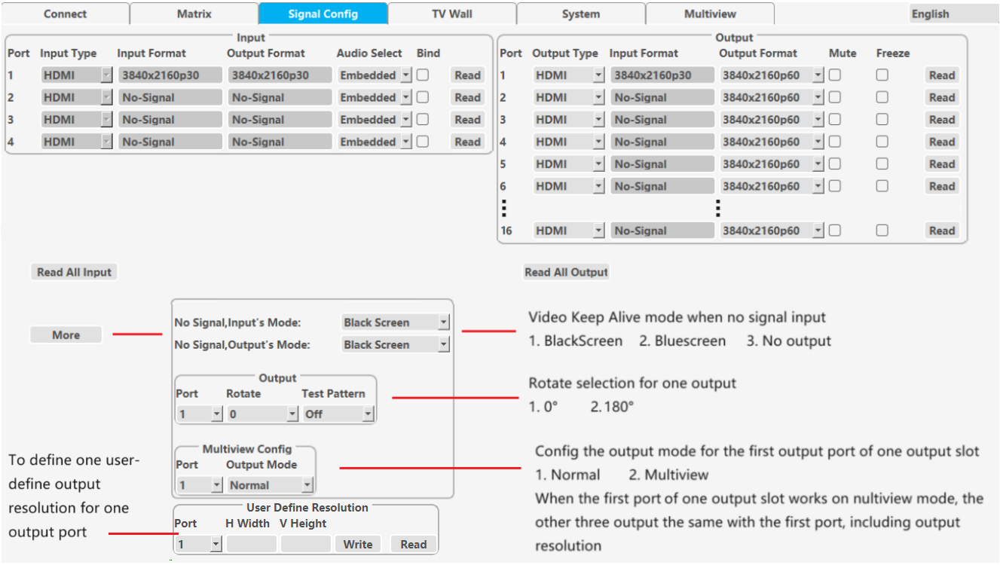 Connect Matrix Signal Config TV Wall System Multiview English
Input
Port Input Type Input Format Output Format Audio Select Bind
1 HDMI 3840x2160p30 3840x2160p30 Embedded Read
2 HDMI No-Signal No-Signal Embedded Read
3 HDMI No-Signal No-Signal Embedded Read
4 HDMI No-Signal No-Signal Embedded Read
Output
Port Output Type Input Format Output Format Mute Freeze
1 HDMI 3840x2160p30 3840x2160p60 Read
2 HDMI No-Signal 3840x2160p60 Read
3 HDMI No-Signal 3840x2160p60 Read
4 HDMI No-Signal 3840x2160p60 Read
5 HDMI No-Signal 3840x2160p60 Read
6 HDMI No-Signal 3840x2160p60 Read
16 HDMI No-Signal 3840x2160p60 Read
Read All Input
Read All Output
More
No Signal,Input's Mode: Black Screen
No Signal,Output's Mode: Black Screen
Video Keep Alive mode when no signal input
1. BlackScreen 2. Bluescreen 3. No output
Output
Port Rotate Test Pattern
1 0 Off
Rotate selection for one output
1. 0° 2.180°
Multiview Config
Port Output Mode
1 Normal
Config the output mode for the first output port of one output slot
1. Normal 2. Multiview
When the first port of one output slot works on nultiview mode, the
other three output the same with the first port, including output
resolution
To define one user-
define output
resolution for one
output port
User Define Resolution
Port H Width V Height
1 Write Read